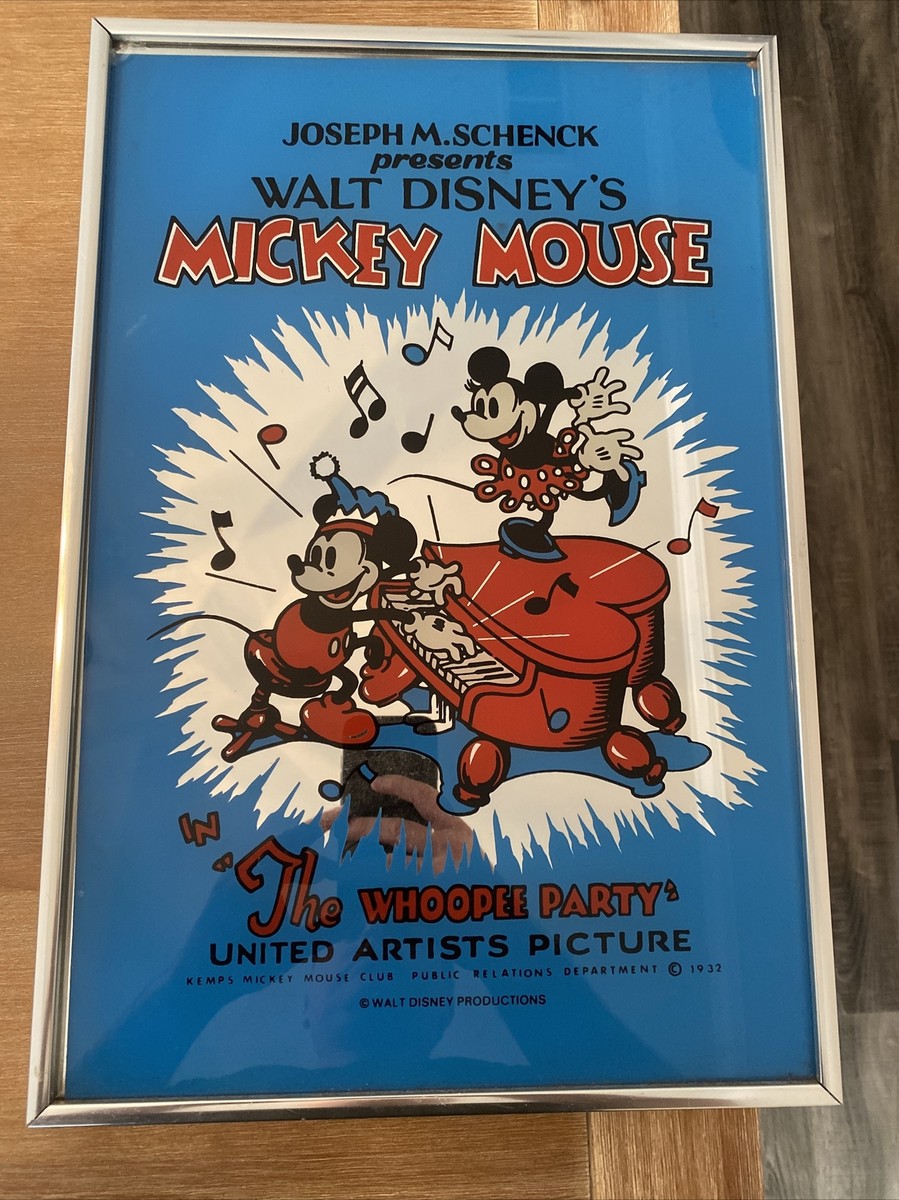 JOSEPH M. SCHENCK
presents
WALT DISNEY'S
MICKEY MOUSE
IN
"The WHOOPEE PARTY"
UNITED ARTISTS PICTURE
KEMPS MICKEY MOUSE CLUB PUBLIC RELATIONS DEPARTMENT © 1932
© WALT DISNEY PRODUCTIONS